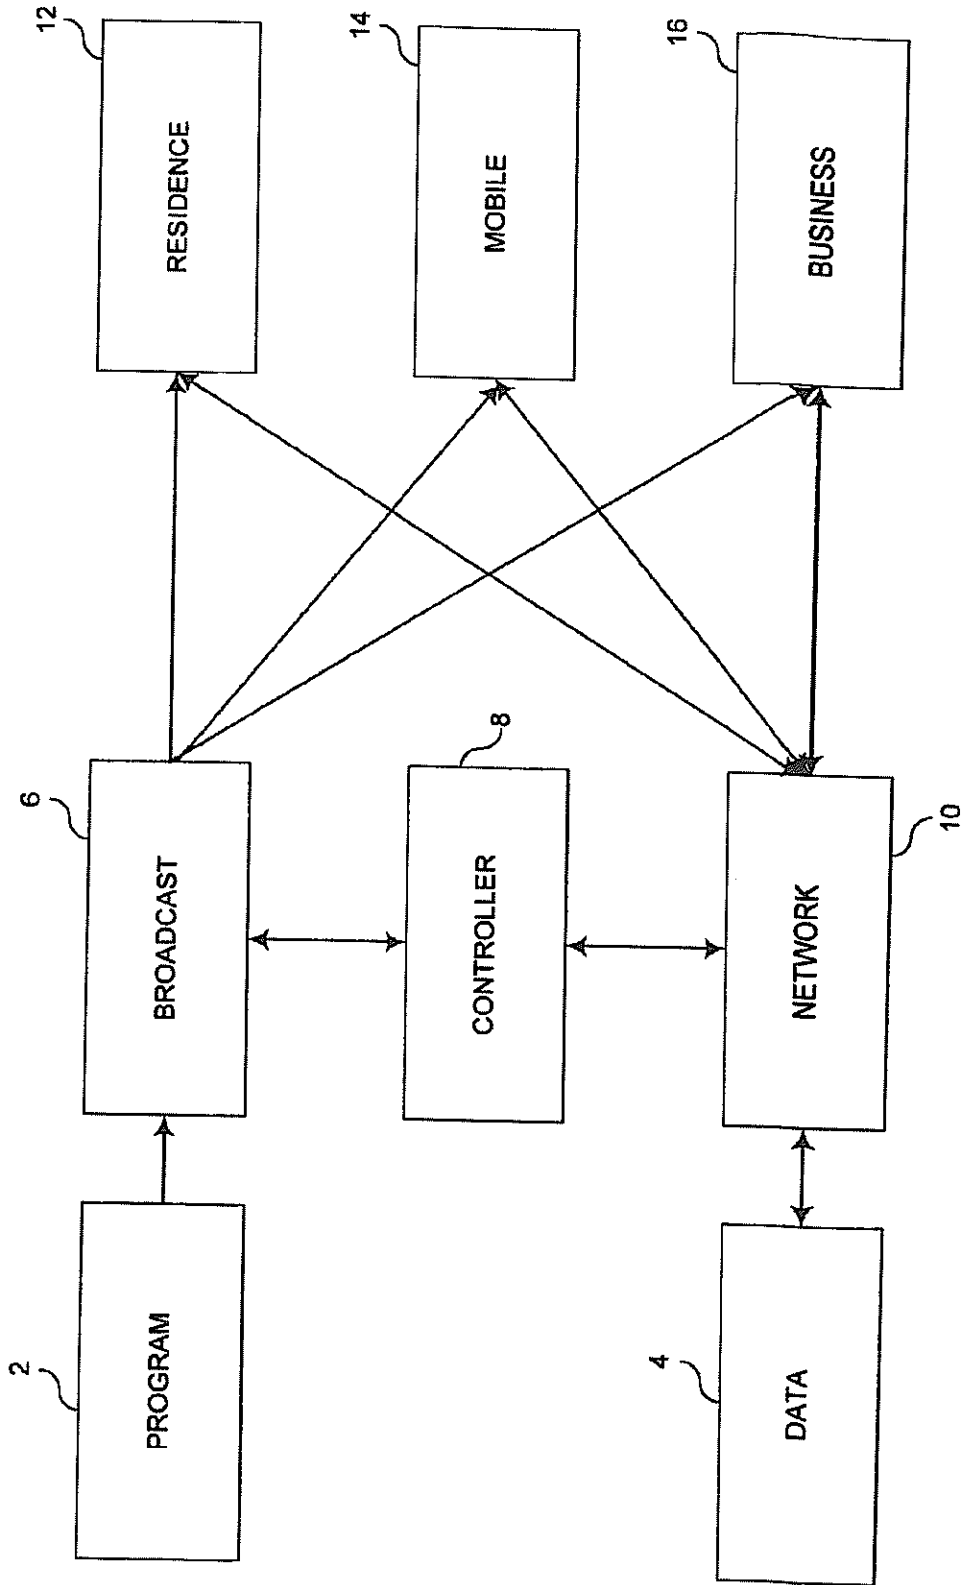 12
RESIDENCE
14
MOBILE
16
BUSINESS
6
BROADCAST
8
CONTROLLER
10
NETWORK
2
PROGRAM
4
DATA